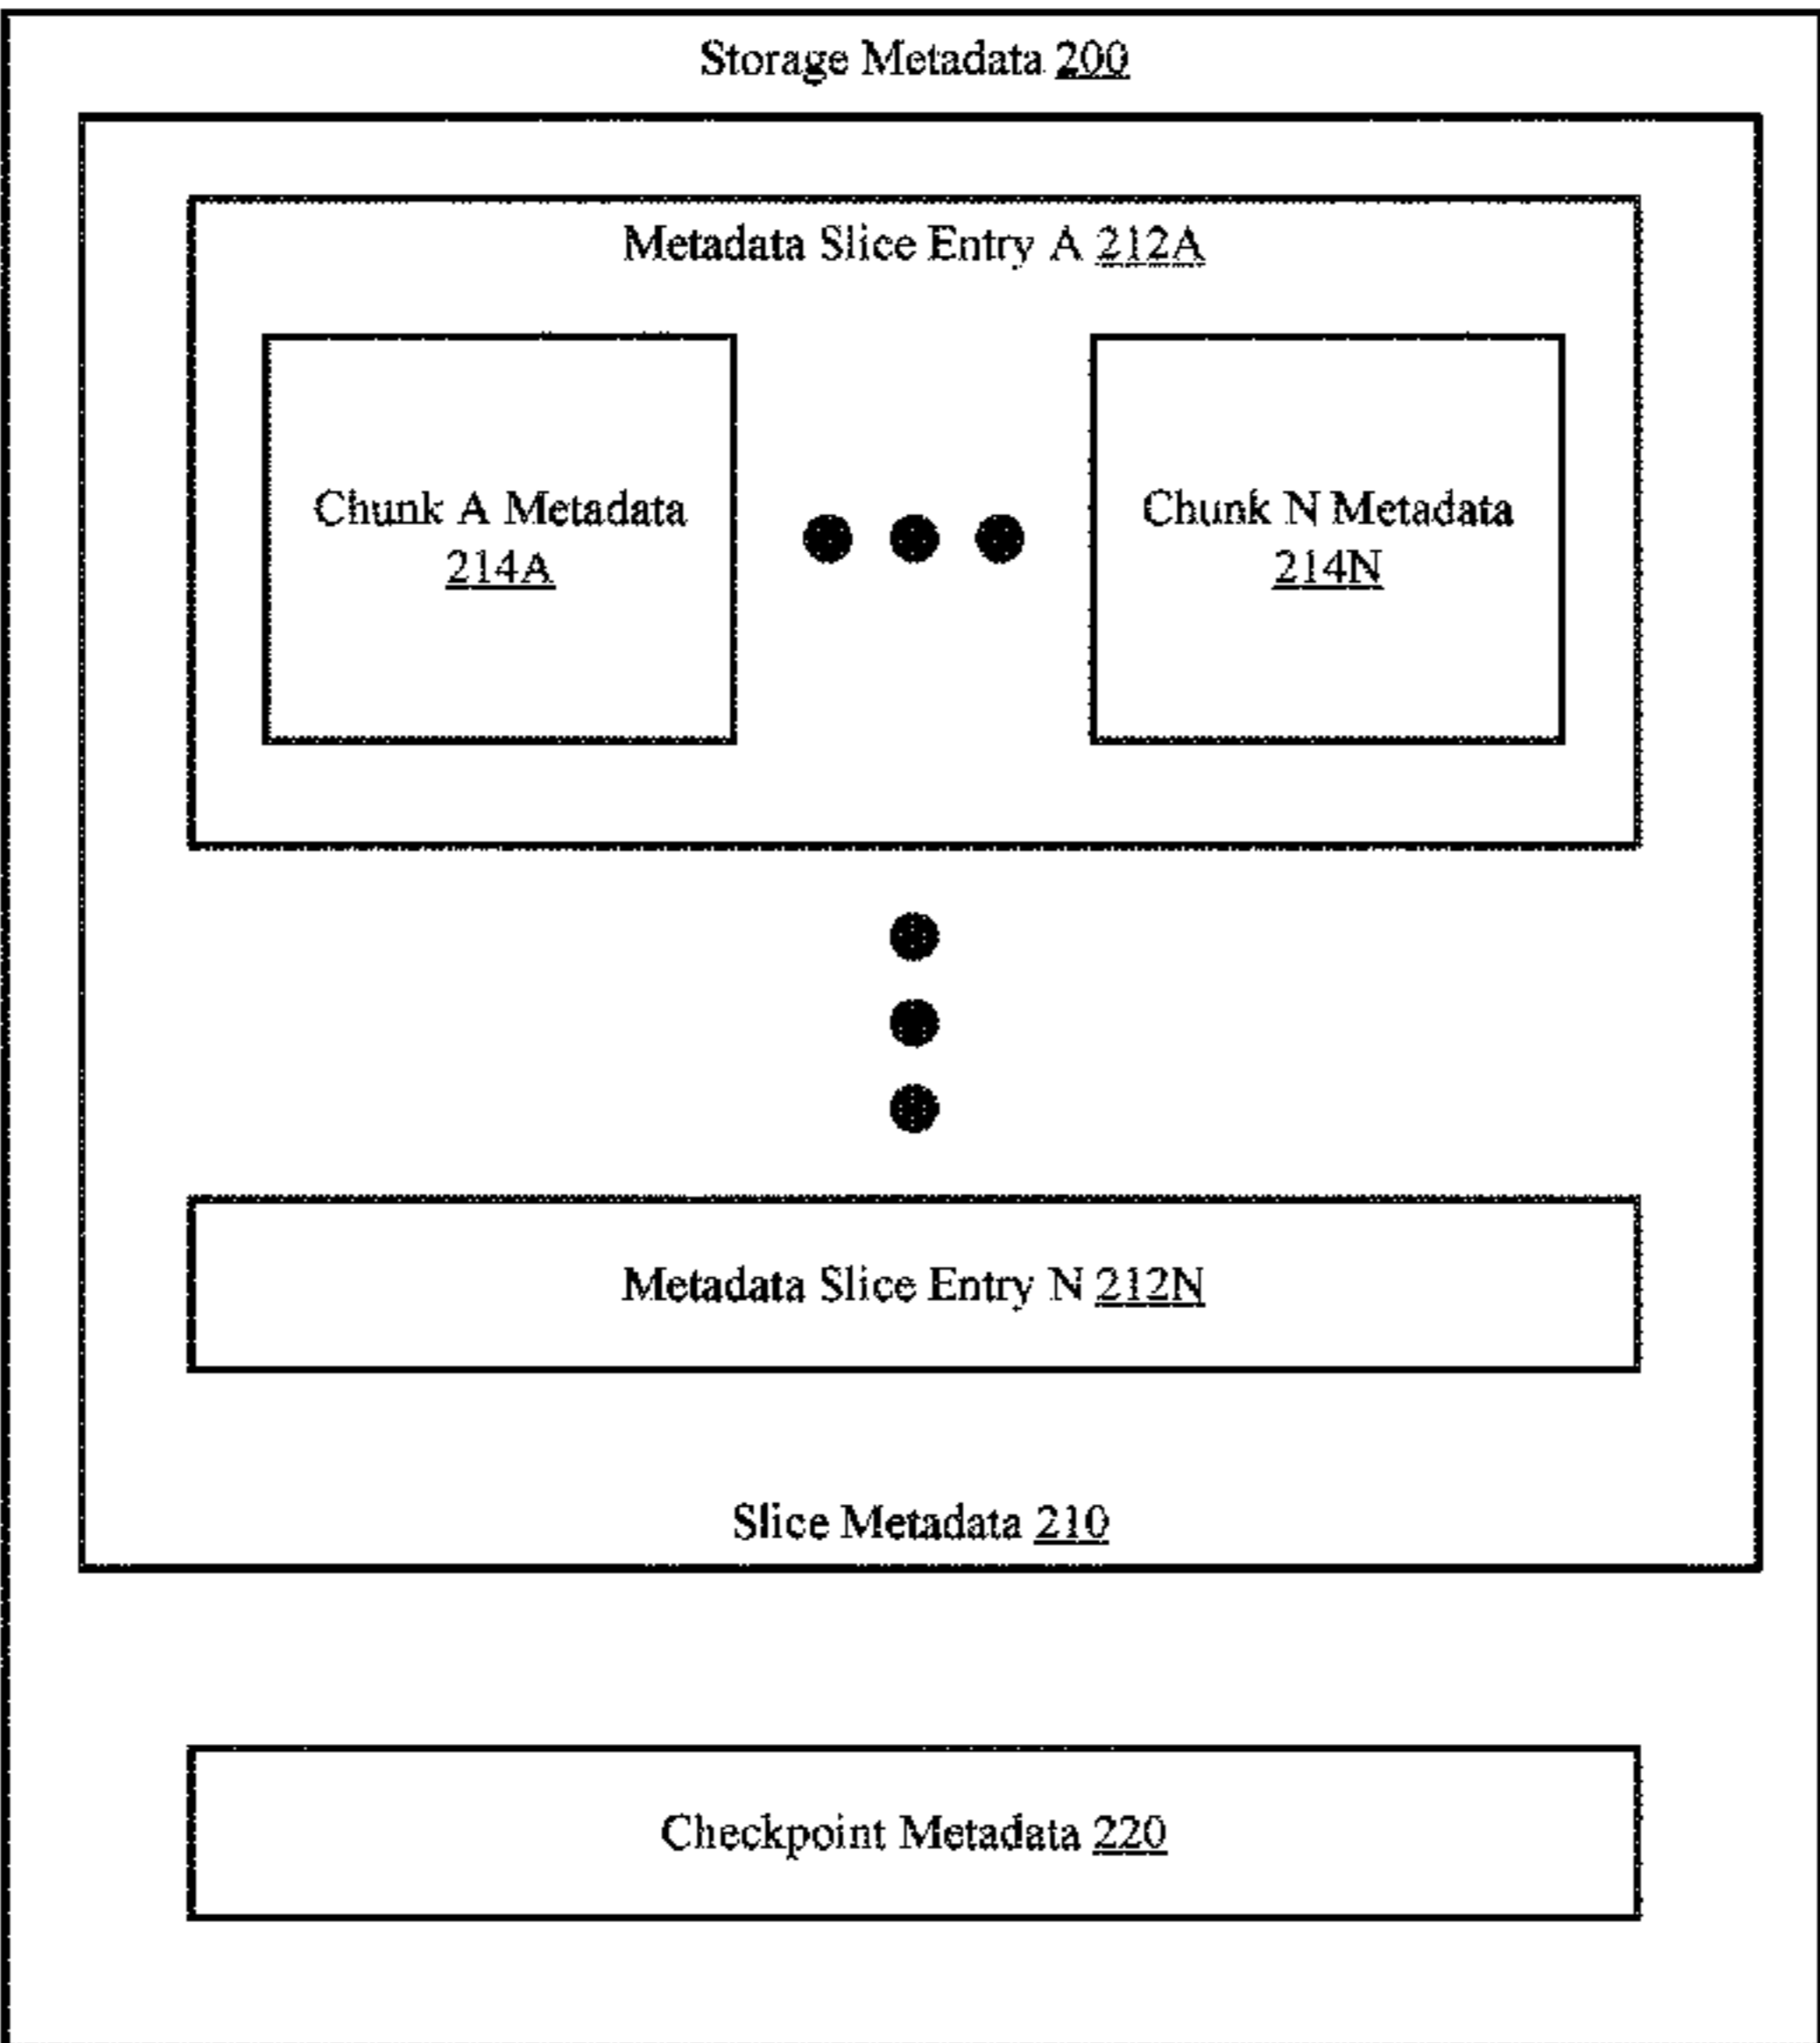 Storage Metadata 200
Metadata Slice Entry A 212A
Chunk A Metadata
214A
Chunk N Metadata
214N
Metadata Slice Entry N 212N
Slice Metadata 210
Checkpoint Metadata 220